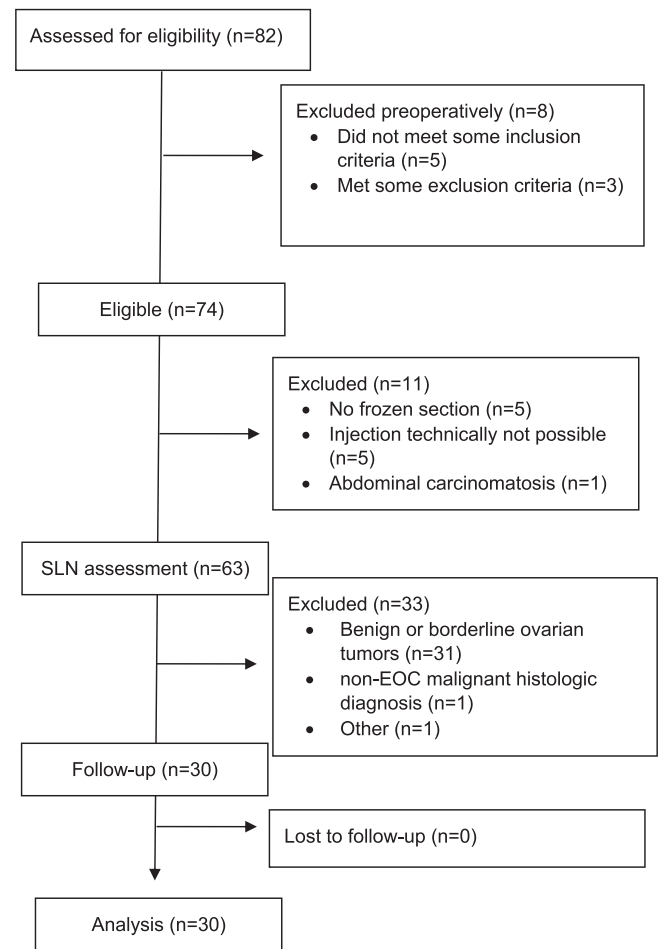 Assessed for eligibility (n=82)
Excluded preoperatively (n=8)
• Did not meet some inclusion
criteria (n=5)
• Met some exclusion criteria (n=3)
Eligible (n=74)
Excluded (n=11)
• No frozen section (n=5)
• Injection technically not possible
(n=5)
• Abdominal carcinomatosis (n=1)
SLN assessment (n=63)
Excluded (n=33)
• Benign or borderline ovarian
tumors (n=31)
• non-EOC malignant histologic
diagnosis (n=1)
• Other (n=1)
Follow-up (n=30)
Lost to follow-up (n=0)
Analysis (n=30)